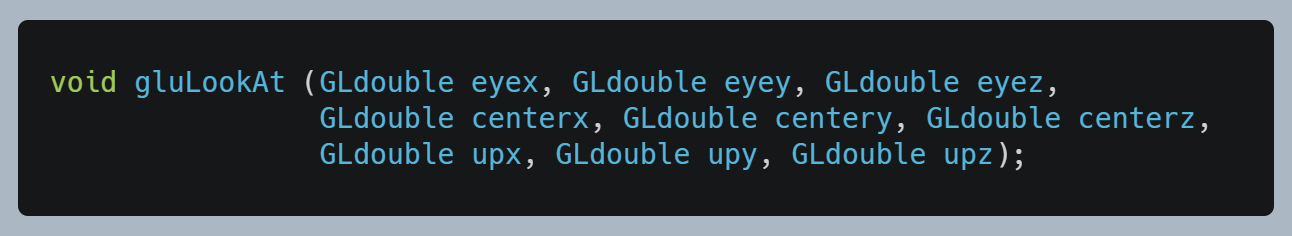 void gluLookAt (GLdouble eyex, GLdouble eyey, GLdouble eyez,
GLdouble centerx, GLdouble centery, GLdouble centerz,
GLdouble upx, GLdouble upy, GLdouble upz);